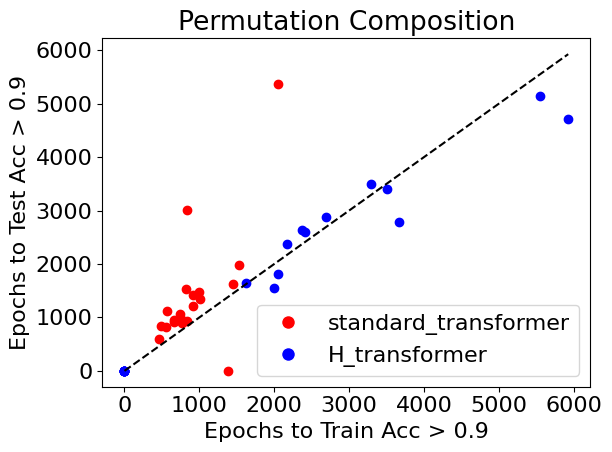 Permutation Composition
Epochs to Test Acc > 0.9
6000
5000
4000
3000
2000
1000
0
standard_transformer
H_transformer
0 1000 2000 3000 4000 5000 6000
Epochs to Train Acc > 0.9